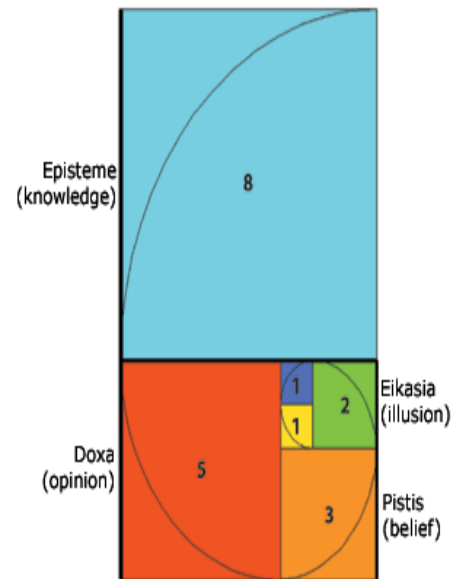 8
Episteme
(knowledge)
1
2
Eikasia
(illusion)
1
Doxa
(opinion)
5
3
Pistis
(belief)